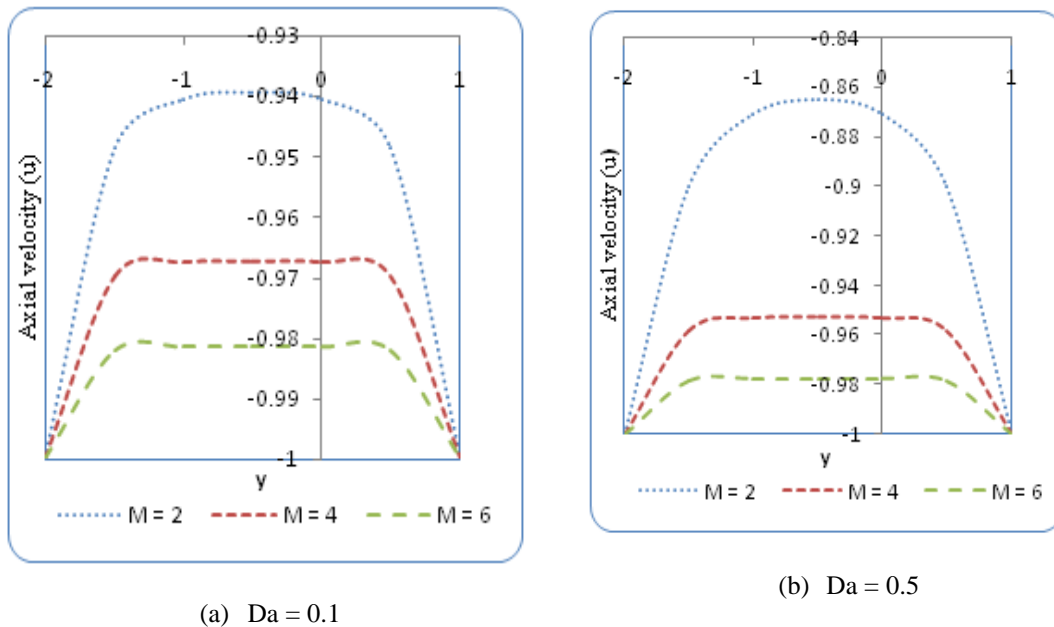 -0.93
-2 -1 0 1
-0.94
-0.95
-0.96
-0.97
-0.98
-0.99
-1
Axial velocity (u)
y
M = 2 M = 4 M = 6
(a) Da = 0.1
-0.84
-2 -1 0 1
-0.86
-0.88
-0.9
-0.92
-0.94
-0.96
-0.98
-1
Axial velocity (u)
y
M = 2 M = 4 M = 6
(b) Da = 0.5